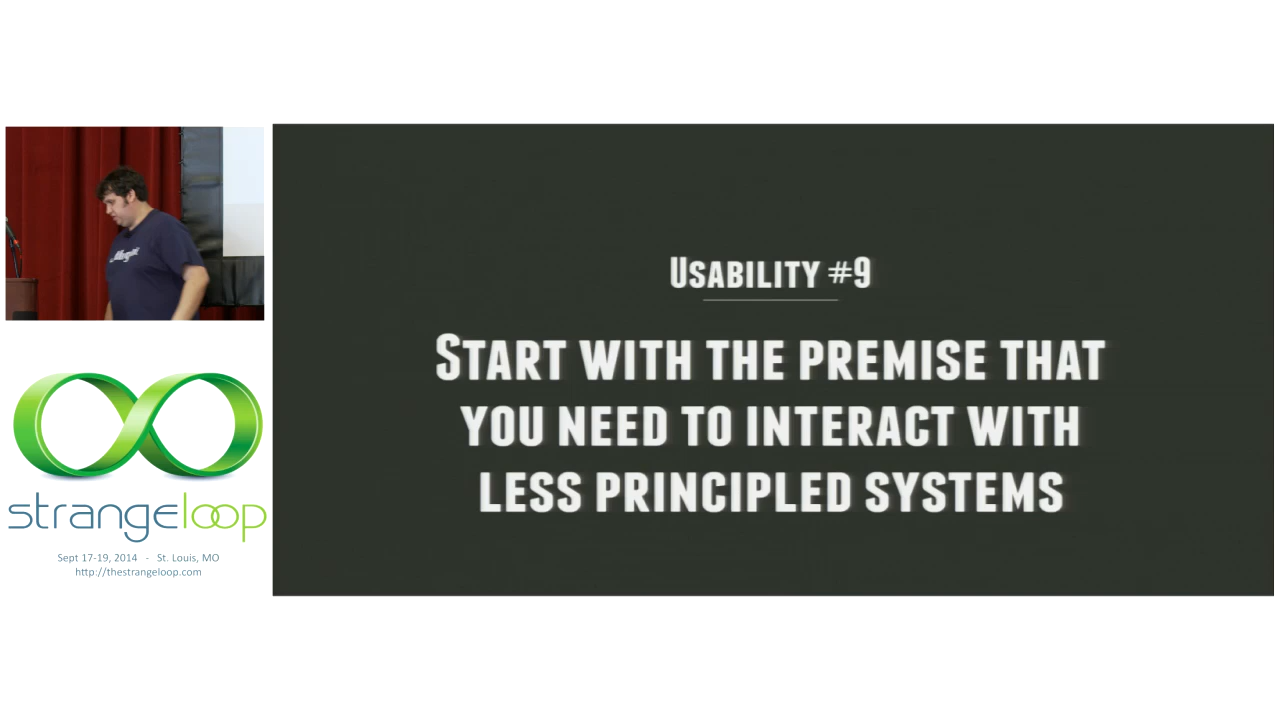 Usability #9
Start with the premise that
you need to interact with
less principled systems
strangeloop
Sept 17-19, 2014 - St. Louis, MO
http://thestrangeloop.com